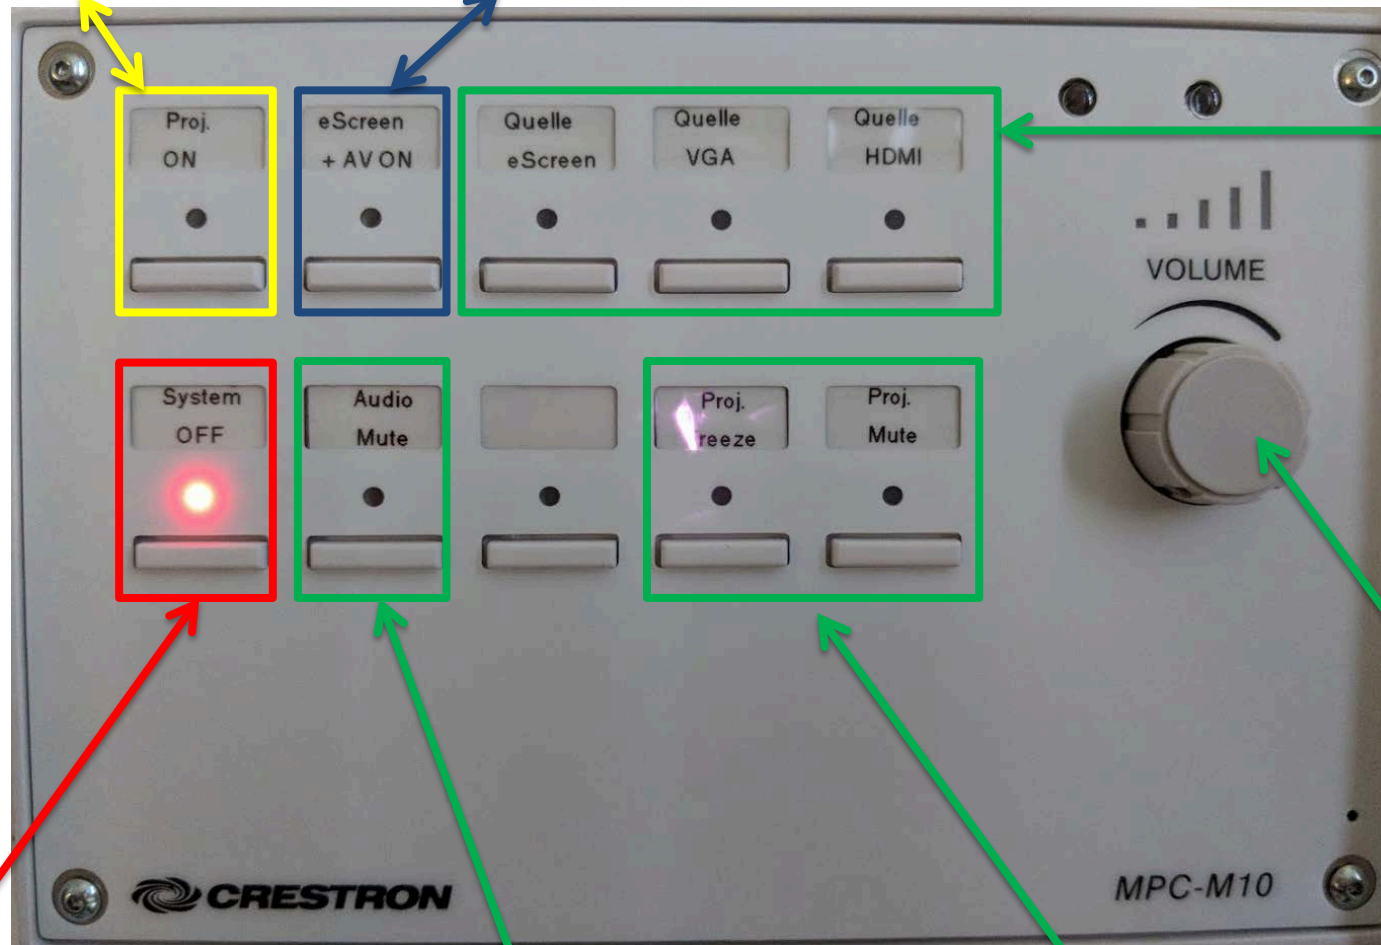 Proj.
ON
eScreen
+ AV ON
Quelle
eScreen
Quelle
VGA
Quelle
HDMI
VOLUME
System
OFF
Audio
Mute
Proj.
reeze
Proj.
Mute
CRESTRON
MPC-M10